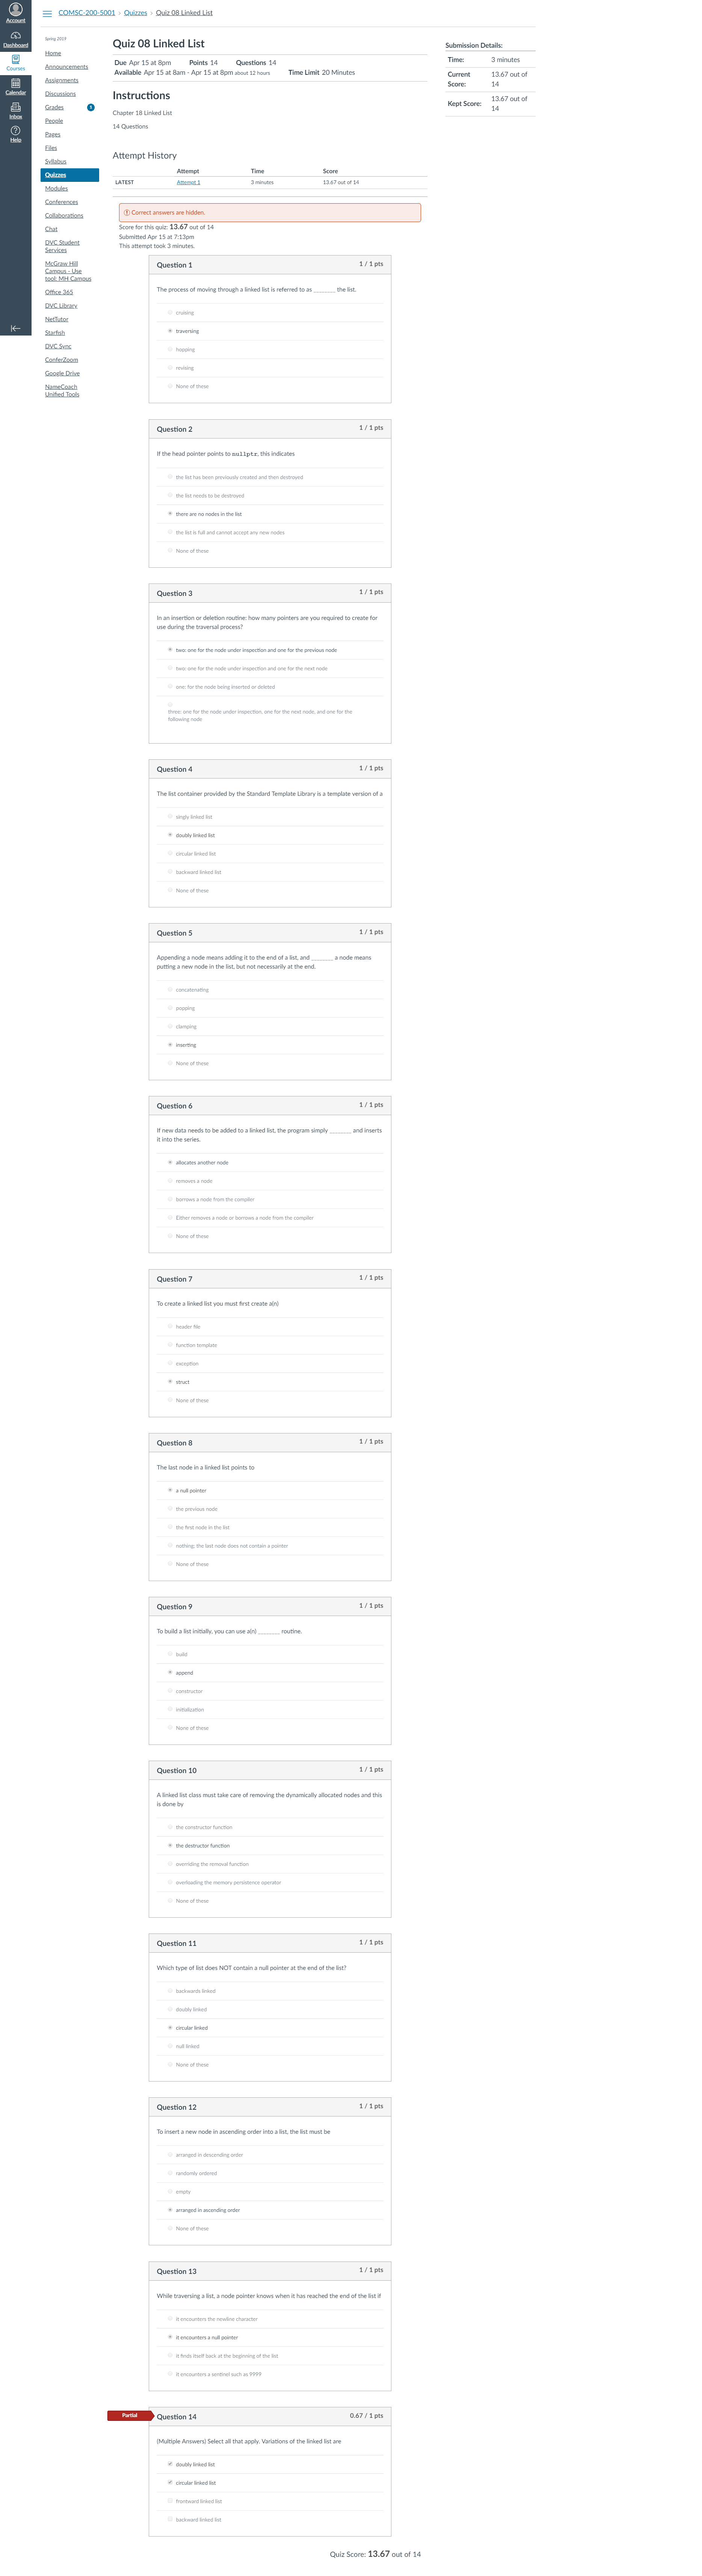 COMSC-200-5001 › Quizzes › Quiz 08 Linked List
Account
Dashboard
Courses
Calendar
Inbox
Help
Spring 2019
Home
Announcements
Assignments
Discussions
Grades
People
Pages
Files
Syllabus
Quizzes
Modules
Conferences
Collaborations
Chat
DVC Student
Services
McGraw Hill
Campus - Use
tool: MH Campus
Office 365
DVC Library
NetTutor
Starfish
DVC Sync
ConferZoom
Google Drive
NameCoach
Unified Tools
Quiz 08 Linked List
Due Apr 15 at 8pm Points 14 Questions 14
Available Apr 15 at 8am - Apr 15 at 8pm about 12 hours Time Limit 20 Minutes
Instructions
Chapter 18 Linked List
14 Questions
Attempt History
Attempt Time Score
LATEST Attempt 1 3 minutes 13.67 out of 14
Correct answers are hidden.
Score for this quiz: 13.67 out of 14
Submitted Apr 15 at 7:13pm
This attempt took 3 minutes.
Submission Details:
Time: 3 minutes
Current 13.67 out of
Score: 14
Kept Score: 13.67 out of
14
Question 1 1 / 1 pts
The process of moving through a linked list is referred to as _______ the list.
cruising
traversing
hopping
revising
None of these
Question 2 1 / 1 pts
If the head pointer points to nullptr, this indicates
the list has been previously created and then destroyed
the list needs to be destroyed
there are no nodes in the list
the list is full and cannot accept any new nodes
None of these
Question 3 1 / 1 pts
In an insertion or deletion routine: how many pointers are you required to create for
use during the traversal process?
two: one for the node under inspection and one for the previous node
two: one for the node under inspection and one for the next node
one: for the node being inserted or deleted
three: one for the node under inspection, one for the next node, and one for the
following node
Question 4 1 / 1 pts
The list container provided by the Standard Template Library is a template version of a
singly linked list
doubly linked list
circular linked list
backward linked list
None of these
Question 5 1 / 1 pts
Appending a node means adding it to the end of a list, and _______ a node means
putting a new node in the list, but not necessarily at the end.
concatenating
popping
clamping
inserting
None of these
Question 6 1 / 1 pts
If new data needs to be added to a linked list, the program simply _______ and inserts
it into the series.
allocates another node
removes a node
borrows a node from the compiler
Either removes a node or borrows a node from the compiler
None of these
Question 7 1 / 1 pts
To create a linked list you must first create a(n)
header file
function template
exception
struct
None of these
Question 8 1 / 1 pts
The last node in a linked list points to
a null pointer
the previous node
the first node in the list
nothing; the last node does not contain a pointer
None of these
Question 9 1 / 1 pts
To build a list initially, you can use a(n) _______ routine.
build
append
constructor
initialization
None of these
Question 10 1 / 1 pts
A linked list class must take care of removing the dynamically allocated nodes and this
is done by
the constructor function
the destructor function
overriding the removal function
overloading the memory persistence operator
None of these
Question 11 1 / 1 pts
Which type of list does NOT contain a null pointer at the end of the list?
backwards linked
doubly linked
circular linked
null linked
None of these
Question 12 1 / 1 pts
To insert a new node in ascending order into a list, the list must be
arranged in descending order
randomly ordered
empty
arranged in ascending order
None of these
Question 13 1 / 1 pts
While traversing a list, a node pointer knows when it has reached the end of the list if
it encounters the newline character
it encounters a null pointer
it finds itself back at the beginning of the list
it encounters a sentinel such as 9999
Partial
Question 14 0.67 / 1 pts
(Multiple Answers) Select all that apply. Variations of the linked list are
doubly linked list
circular linked list
frontward linked list
backward linked list
Quiz Score: 13.67 out of 14